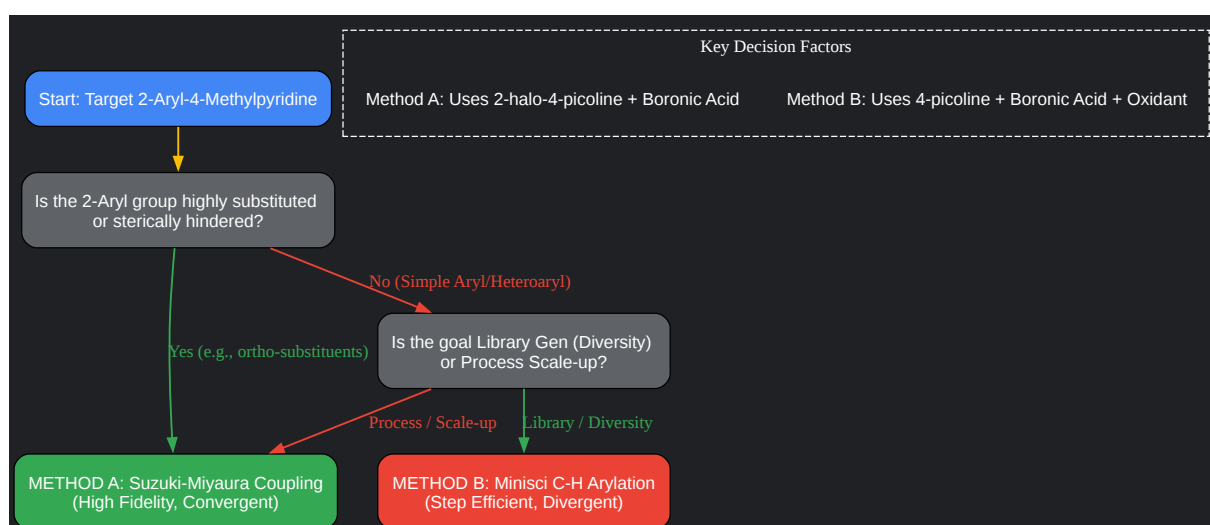 Key Decision Factors
Start: Target 2-Aryl-4-Methylpyridine
Method A: Uses 2-halo-4-picoline + Boronic Acid
Method B: Uses 4-picoline + Boronic Acid + Oxidant
Is the 2-Aryl group highly substituted
or sterically hindered?
No (Simple Aryl/Heteroaryl)
Yes (e.g., ortho-substituents)
Is the goal Library Gen (Diversity)
or Process Scale-up?
Process / Scale-up
Library / Diversity
METHOD A: Suzuki-Miyaura Coupling
(High Fidelity, Convergent)
METHOD B: Minisci C-H Arylation
(Step Efficient, Divergent)